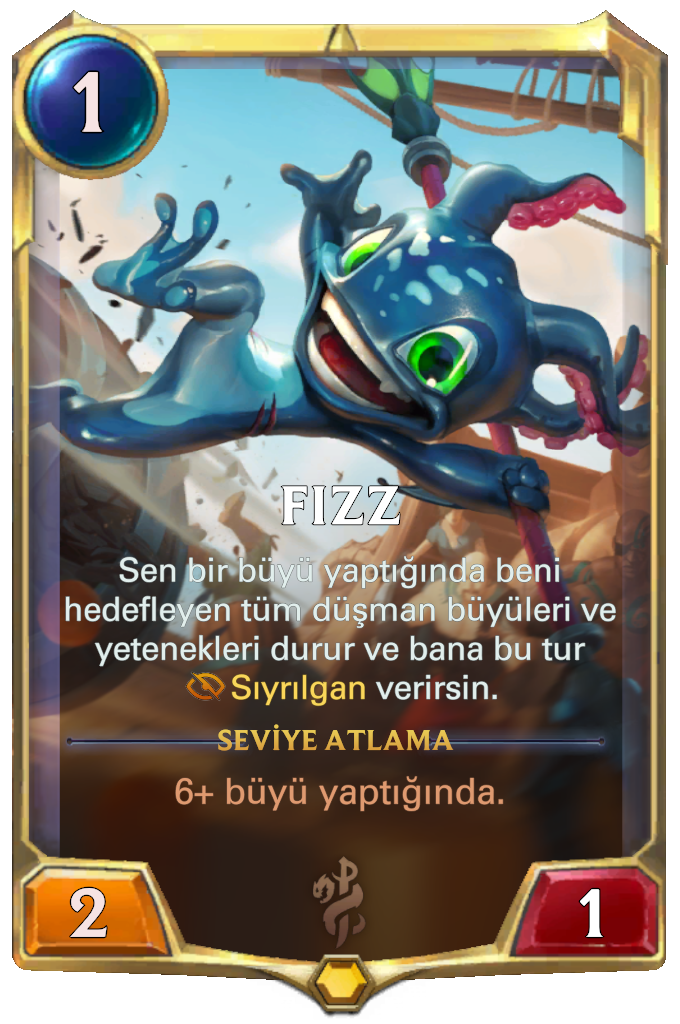 1
FIZZ
Sen bir büyü yaptığında beni
hedefleyen tüm düşman büyüleri ve
yetenekleri durur ve bana bu tur
Sıyrılgan verirsin.
SEVİYE ATLAMA
6+ büyü yaptığında.
2
1